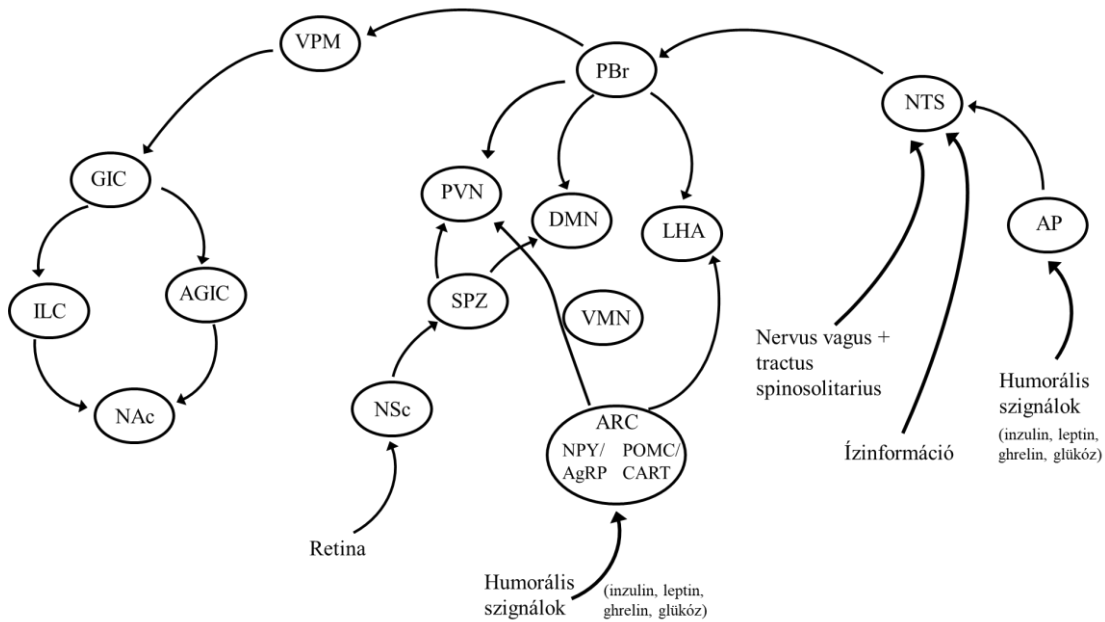 VPM
PBr
NTS
GIC
PVN
DMN
LHA
AP
ILC
AGIC
SPZ
VMN
NAc
NSc
ARC
NPY/ POMC/
AgRP CART
Nervus vagus +
tractus
spinosolitarius
Humorális
szignálok
(inzulin, leptin,
ghrelin, glükóz)
Ízinformáció
Retina
Humorális
szignálok
(inzulin, leptin,
ghrelin, glükóz)